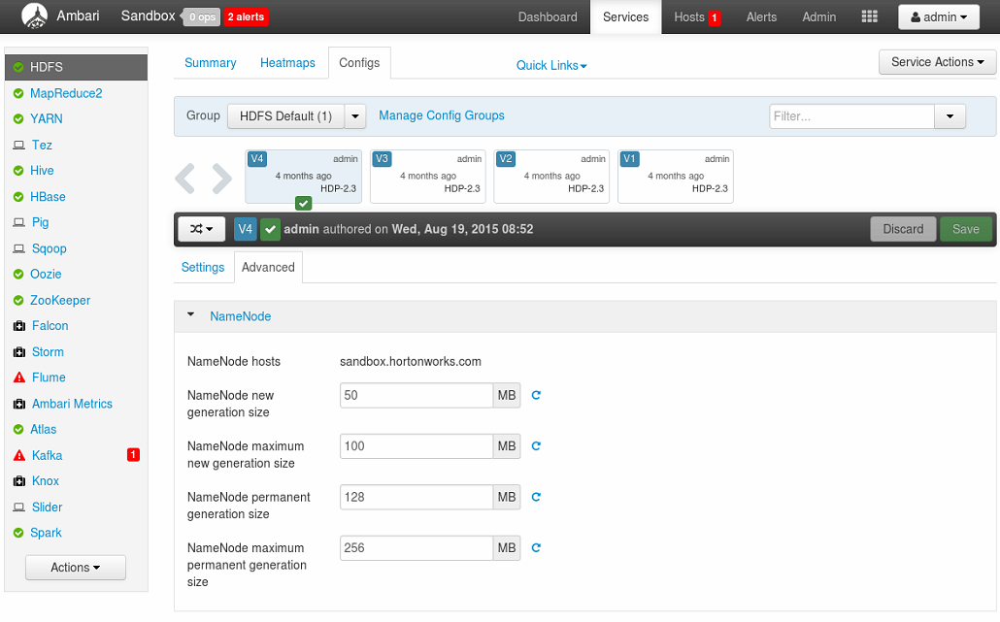 Ambari Sandbox 0 ops 2 alerts Dashboard Services Hosts 1 Alerts Admin admin
HDFS
MapReduce2
YARN
Tez
Hive
HBase
Pig
Sqoop
Oozie
ZooKeeper
Falcon
Storm
Flume
Ambari Metrics
Atlas
Kafka 1
Knox
Slider
Spark
Actions
Summary Heatmaps Configs Quick Links Service Actions
Group HDFS Default (1) Manage Config Groups Filter...
V4 admin
4 months ago
HDP-2.3
V3 admin
4 months ago
HDP-2.3
V2 admin
4 months ago
HDP-2.3
V1 admin
4 months ago
HDP-2.3
V4 admin authored on Wed, Aug 19, 2015 08:52 Discard Save
Settings Advanced
NameNode
NameNode hosts sandbox.hortonworks.com
NameNode new 50 MB
generation size
NameNode maximum 100 MB
new generation size
NameNode permanent 128 MB
generation size
NameNode maximum 256 MB
permanent generation
size